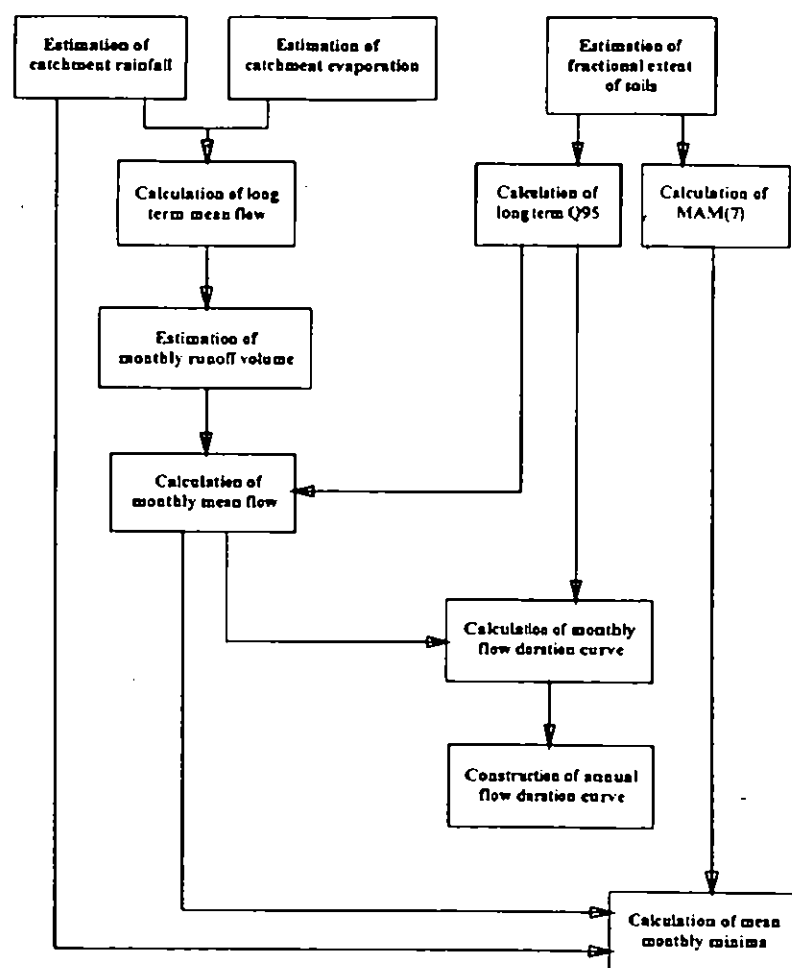 Estimation of
catchment rainfall
Estimation of
catchment evaporation
Estimation of
fractional extent
of soils
Calculation of long
term mean flow
Calculation of
long term Q95
Calculation of
MAM(7)
Estimation of
monthly runoff volume
Calculation of
monthly mean flow
Calculation of monthly
flow duration curve
Construction of annual
flow duration curve
Calculation of mean
monthly minima